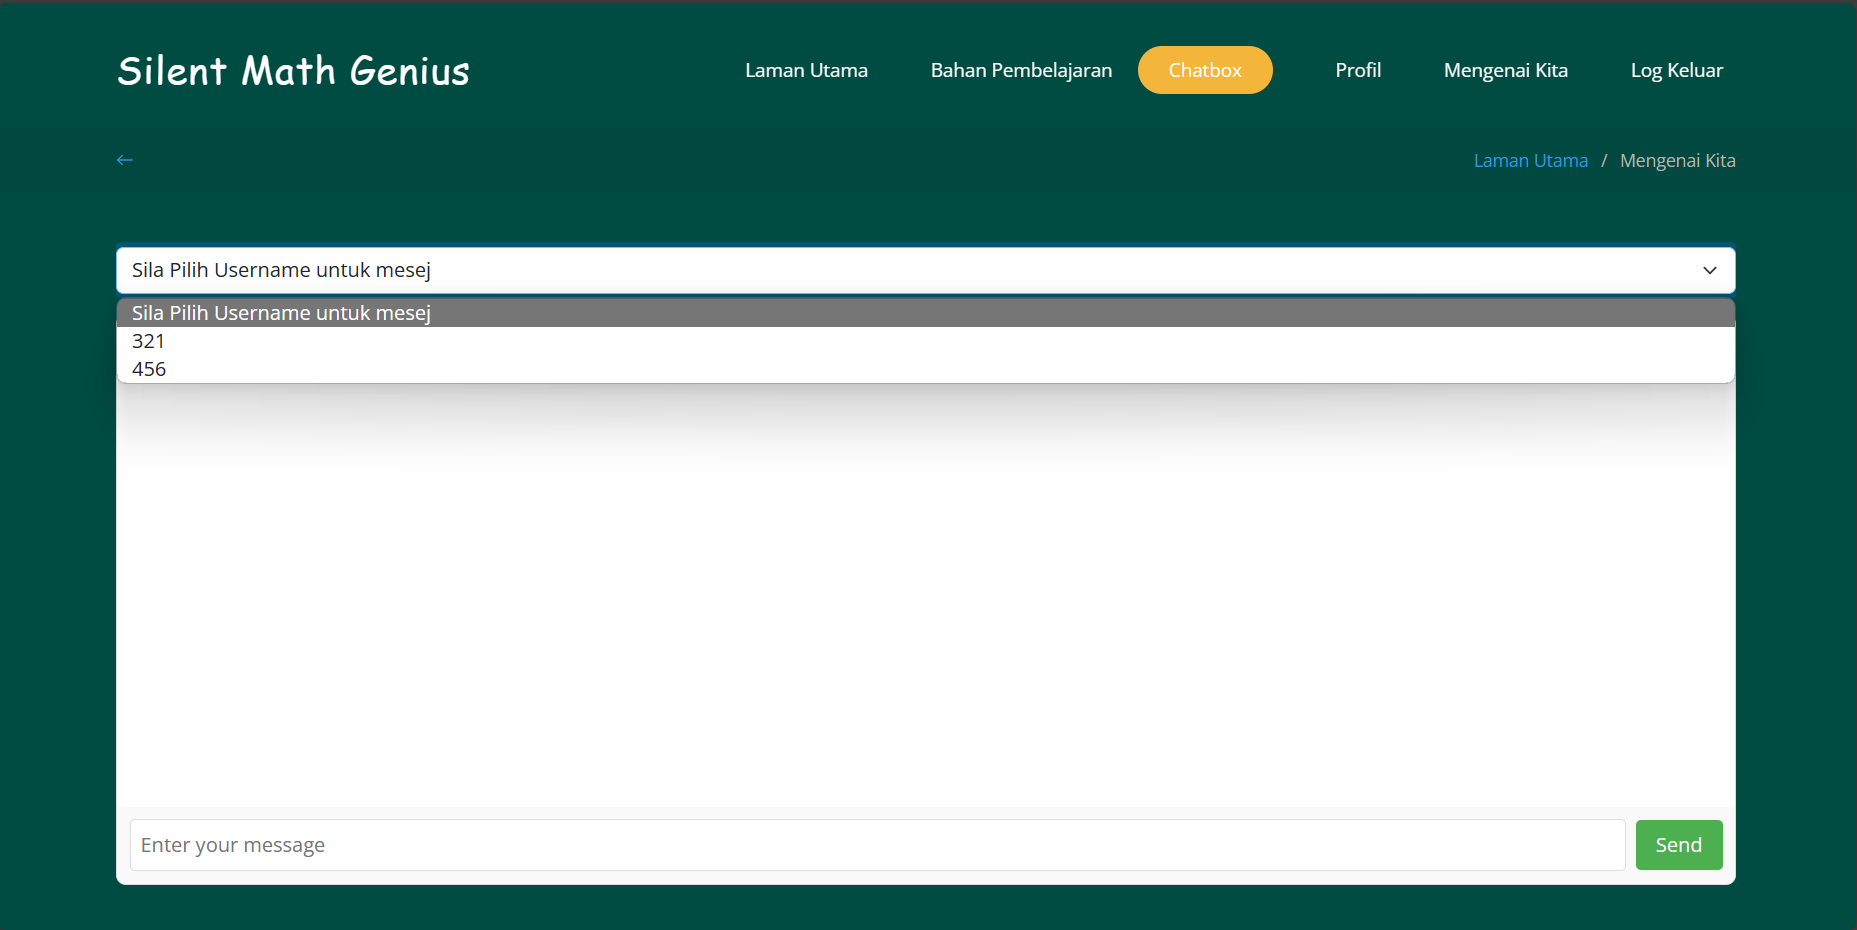 Silent Math Genius
Laman Utama Bahan Pembelajaran Chatbox Profil Mengenai Kita Log Keluar
Laman Utama / Mengenai Kita
Sila Pilih Username untuk mesej
Sila Pilih Username untuk mesej
321
456
Enter your message Send